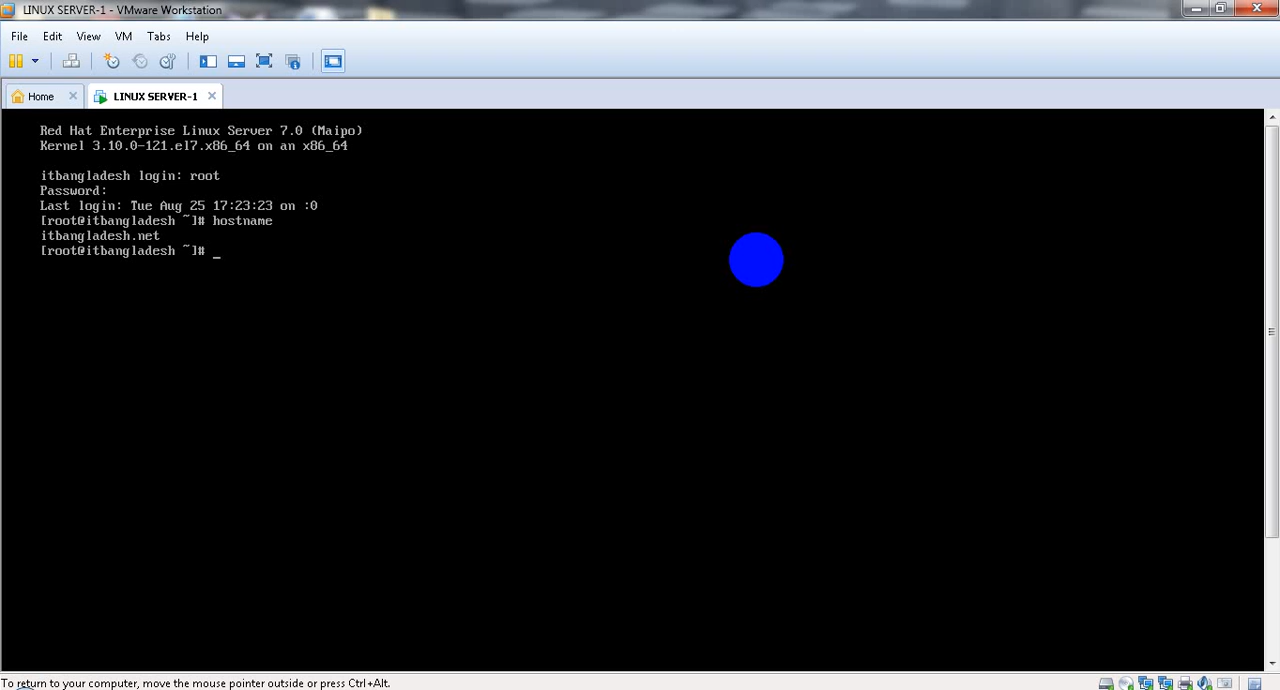 LINUX SERVER-1 - VMware Workstation
File Edit View VM Tabs Help
Home LINUX SERVER-1
Red Hat Enterprise Linux Server 7.0 (Maipo)
Kernel 3.10.0-121.el7.x86_64 on an x86_64
itbangladesh login: root
Password:
Last login: Tue Aug 25 17:23:23 on :0
[root@itbangladesh ~]# hostname
itbangladesh.net
[root@itbangladesh ~]# _
To return to your computer, move the mouse pointer outside or press Ctrl+Alt.